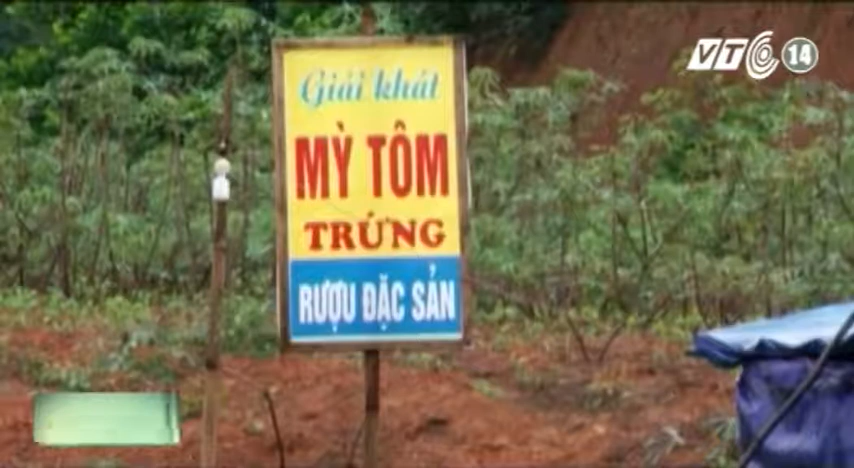 VTC 14
Giải khát
MỲ TÔM
TRỨNG
RƯỢU ĐẶC SẢN